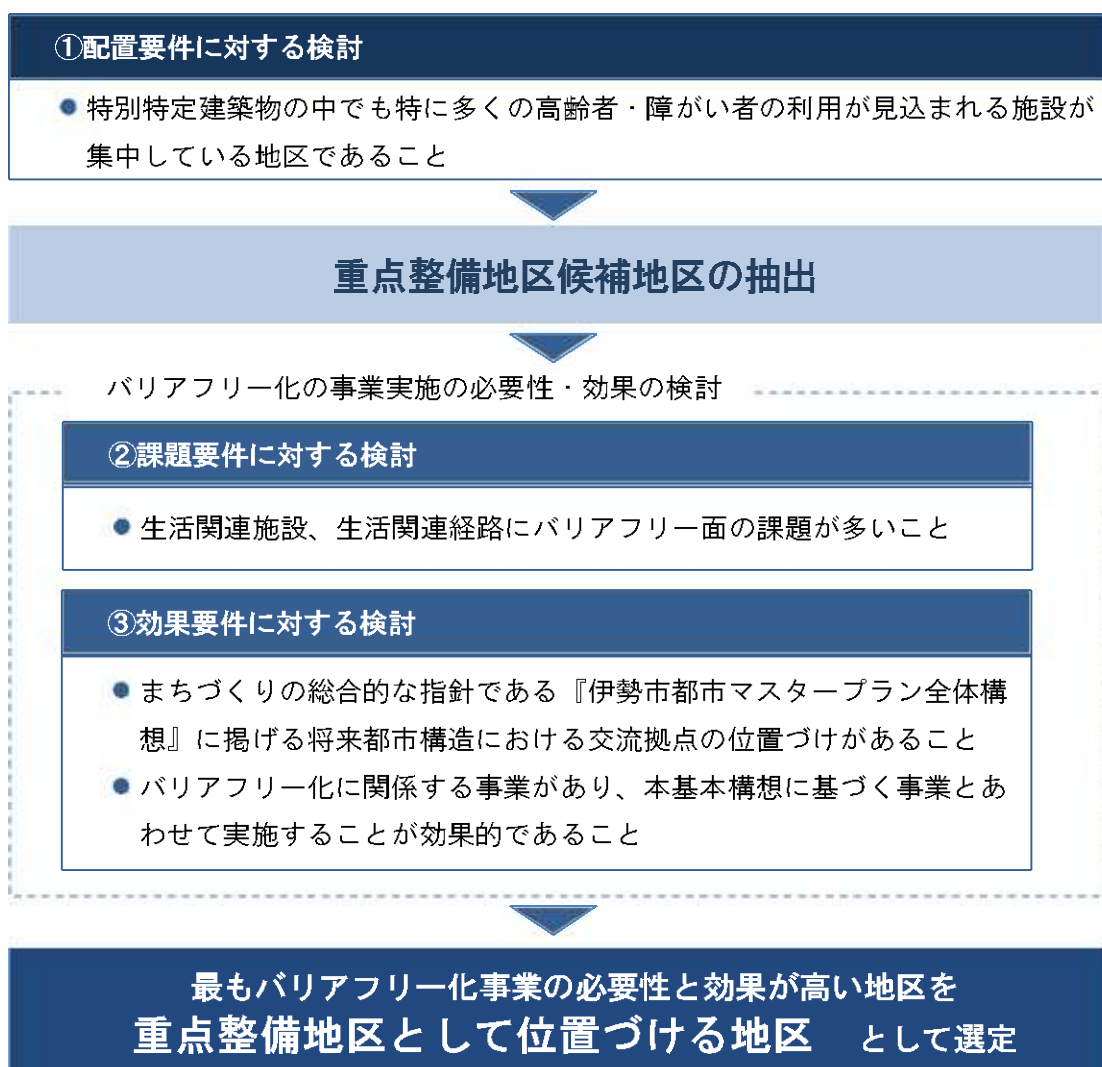 ①配置要件に対する検討
特別特定建築物の中でも特に多くの高齢者・障がい者の利用が見込まれる施設が
集中している地区であること
重点整備地区候補地区の抽出
バリアフリー化の事業実施の必要性・効果の検討
②課題要件に対する検討
生活関連施設、生活関連経路にバリアフリー面の課題が多いこと
③効果要件に対する検討
まちづくりの総合的な指針である『伊勢市都市マスタープラン全体構
想』に掲げる将来都市構造における交流拠点の位置づけがあること
バリアフリー化に関係する事業があり、本基本構想に基づく事業とあ
わせて実施することが効果的であること
最もバリアフリー化事業の必要性と効果が高い地区を
重点整備地区として位置づける地区 として選定